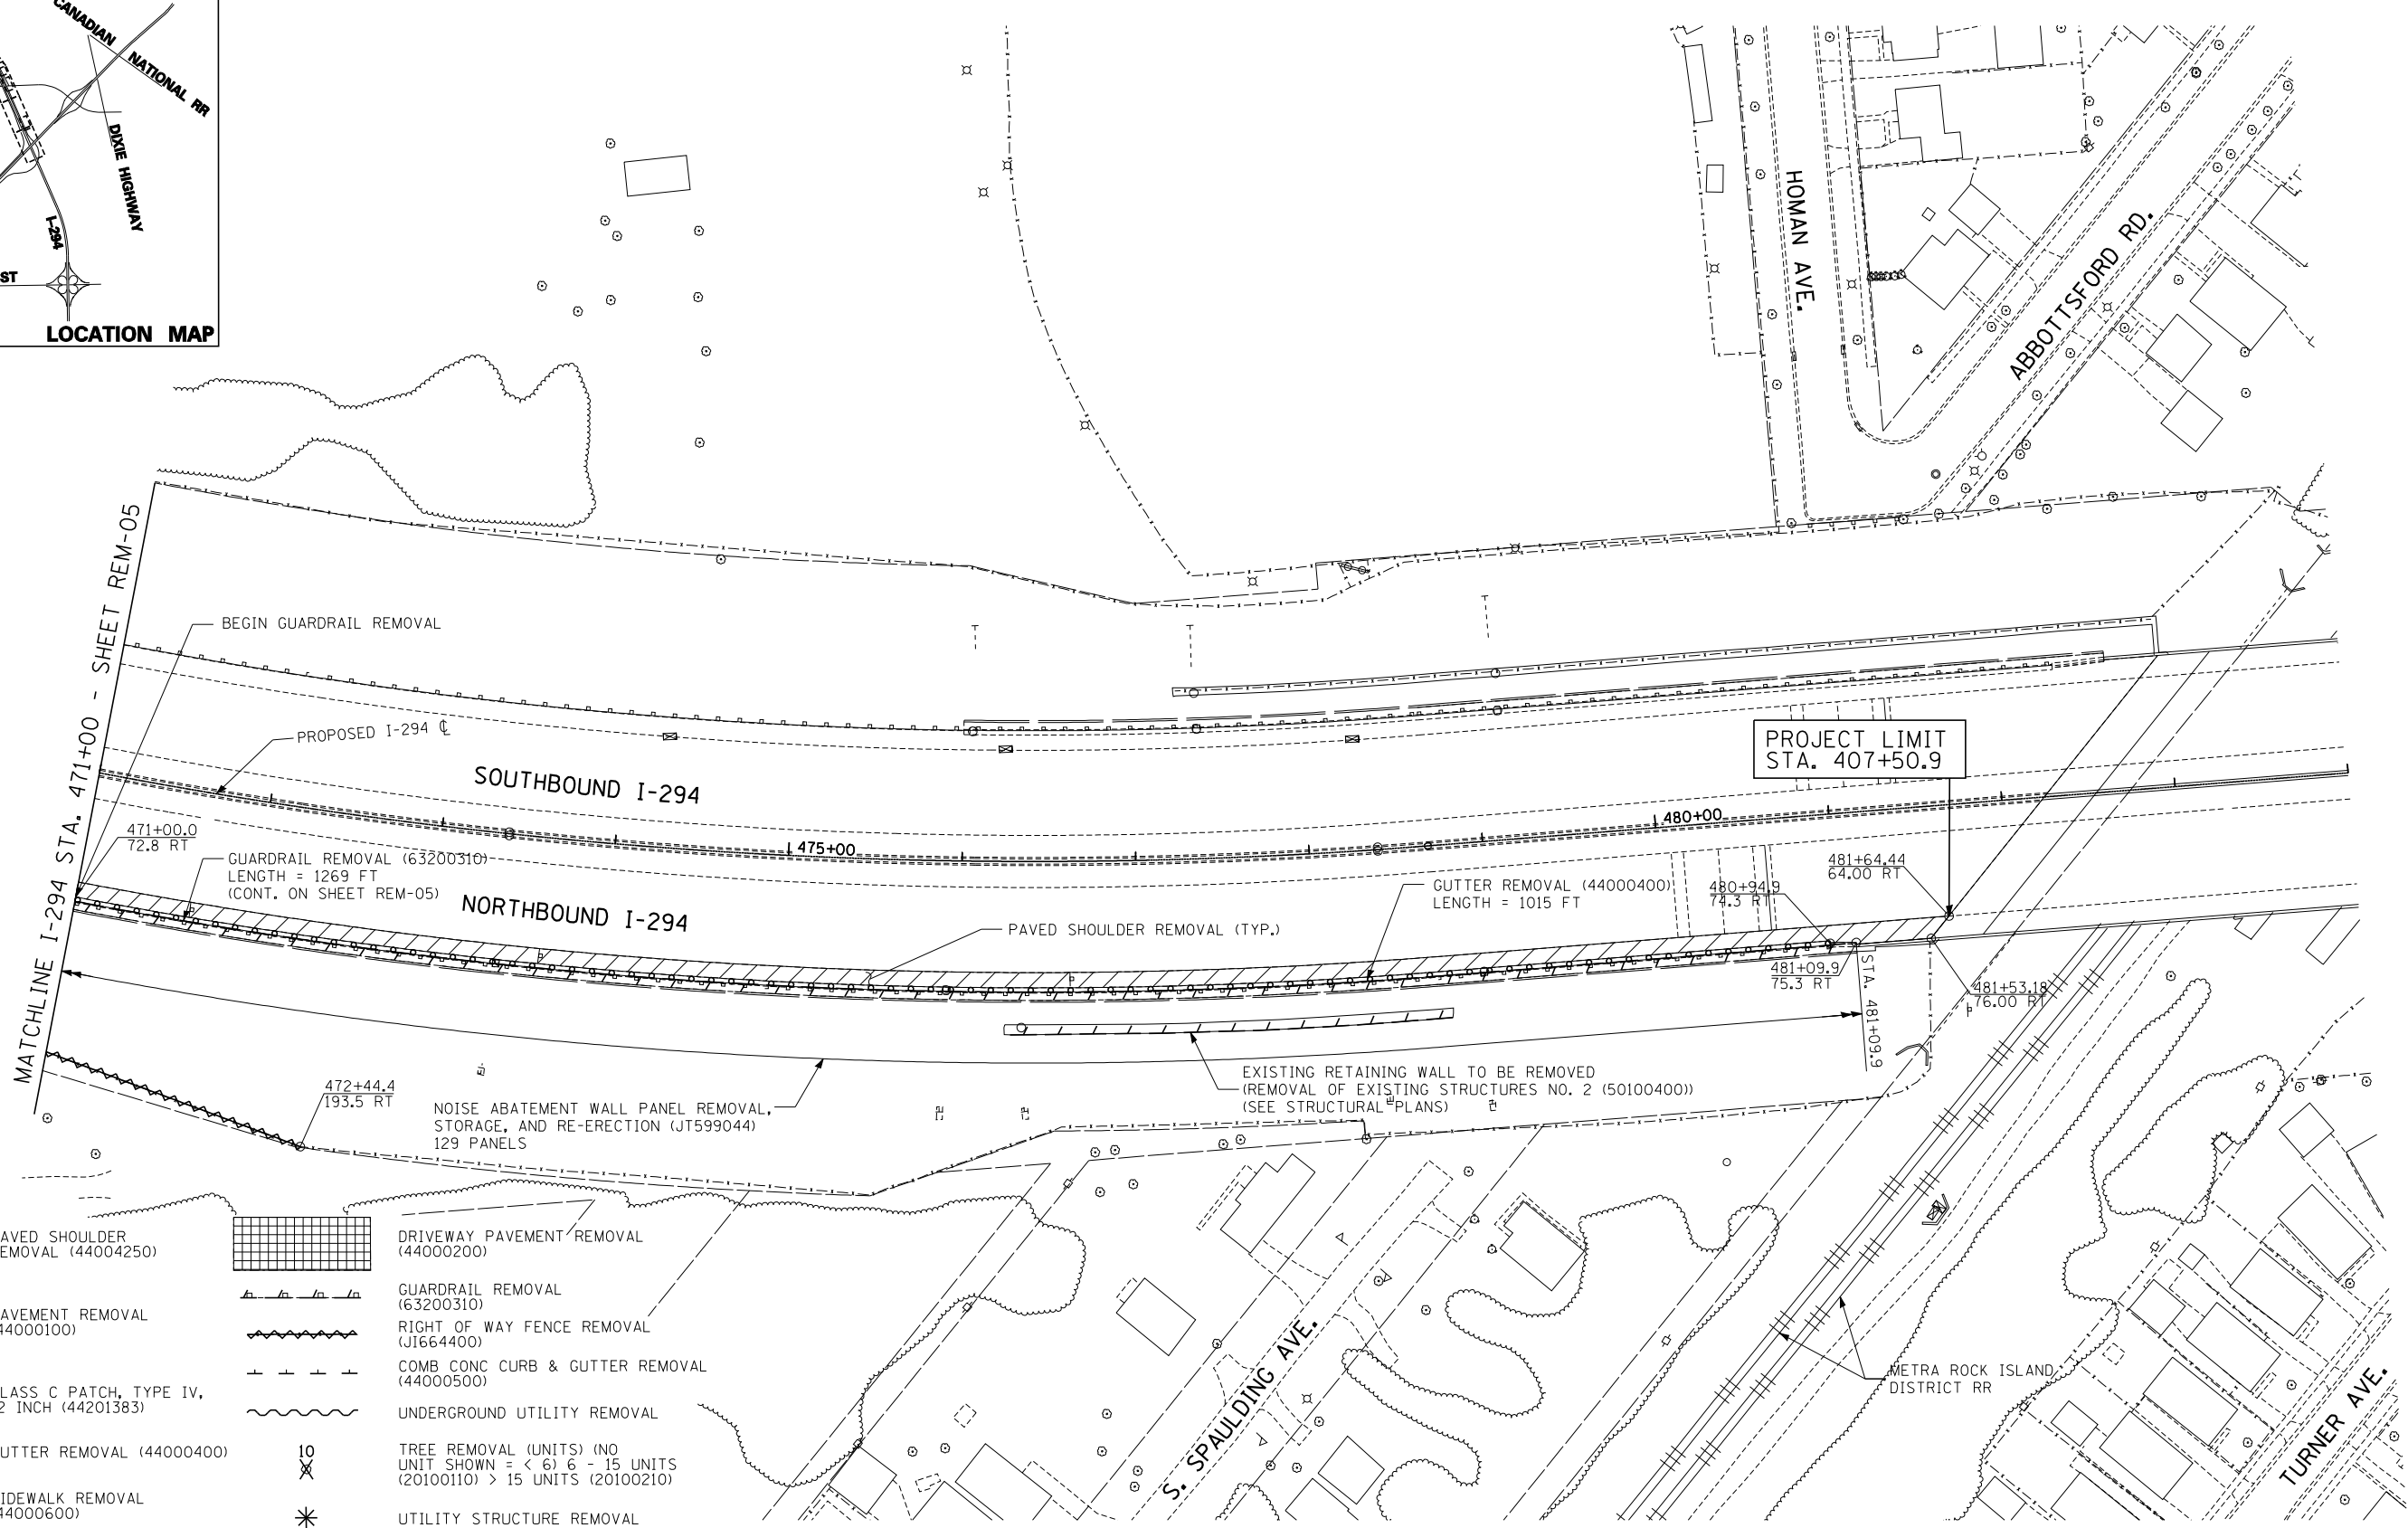 CANADIAN NATIONAL RR
DIXIE HIGHWAY
I-294
ST
LOCATION MAP
HOMAN AVE.
ABBOTTSFORD RD.
MATCHLINE I-294 STA. 471+00 - SHEET REM-05
BEGIN GUARDRAIL REMOVAL
PROPOSED I-294 ℄
SOUTHBOUND I-294
PROJECT LIMIT
STA. 407+50.9
475+00
480+00
471+00.0
72.8 RT
GUARDRAIL REMOVAL (63200310)
LENGTH = 1269 FT
(CONT. ON SHEET REM-05)
NORTHBOUND I-294
PAVED SHOULDER REMOVAL (TYP.)
GUTTER REMOVAL (44000400)
LENGTH = 1015 FT
481+64.44
64.00 RT
480+94.9
74.3 RT
481+09.9
75.3 RT
481+53.18
76.00 RT
STA. 481+09.9
472+44.4
193.5 RT
NOISE ABATEMENT WALL PANEL REMOVAL,
STORAGE, AND RE-ERECTION (JT599044)
129 PANELS
EXISTING RETAINING WALL TO BE REMOVED
(REMOVAL OF EXISTING STRUCTURES NO. 2 (50100400))
(SEE STRUCTURAL PLANS)
S. SPAULDING AVE.
METRA ROCK ISLAND
DISTRICT RR
TURNER AVE.
AVED SHOULDER
EMOVAL (44004250)
AVEMENT REMOVAL
44000100)
LASS C PATCH, TYPE IV,
2 INCH (44201383)
UTTER REMOVAL (44000400)
IDEWALK REMOVAL
44000600)
DRIVEWAY PAVEMENT REMOVAL
(44000200)
GUARDRAIL REMOVAL
(63200310)
RIGHT OF WAY FENCE REMOVAL
(JI664400)
COMB CONC CURB & GUTTER REMOVAL
(44000500)
UNDERGROUND UTILITY REMOVAL
10
TREE REMOVAL (UNITS) (NO
UNIT SHOWN = < 6) 6 - 15 UNITS
(20100110) > 15 UNITS (20100210)
UTILITY STRUCTURE REMOVAL